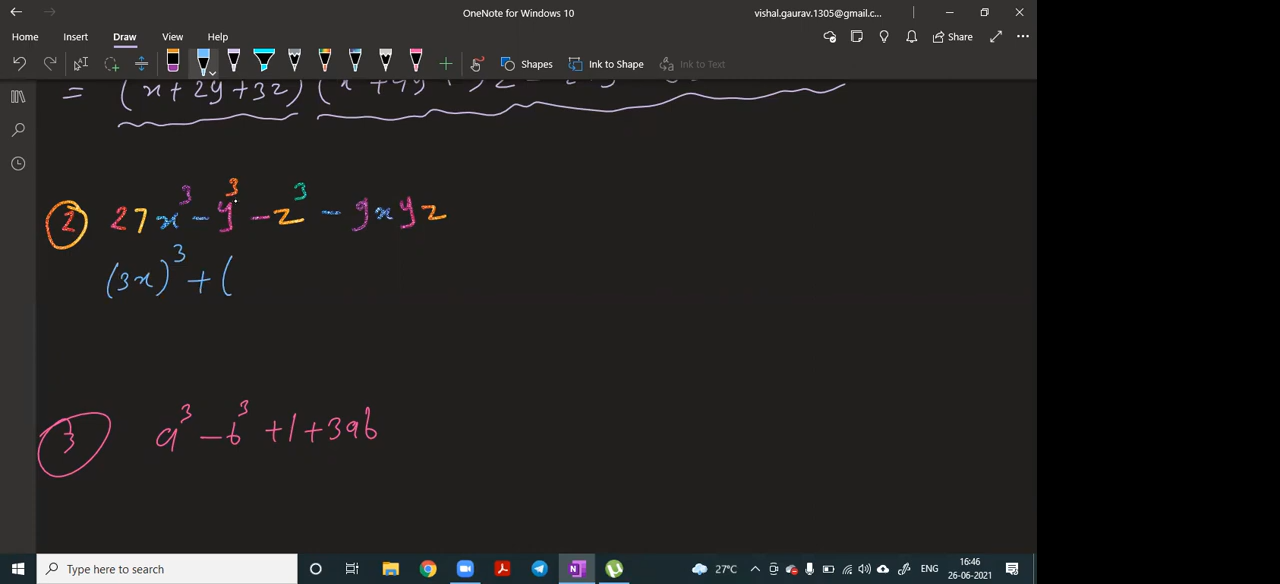 OneNote for Windows 10
vishal.gaurav.1305@gmail.c...
Home Insert Draw View Help
Share
Shapes Ink to Shape Ink to Text
= (x + 2y + 3z)
2 27x³ - y³ - z³ - 9xyz
(3x)³ + (
3 a³ - b³ + 1 + 3ab
Type here to search
27°C ENG 16:46
26-06-2021